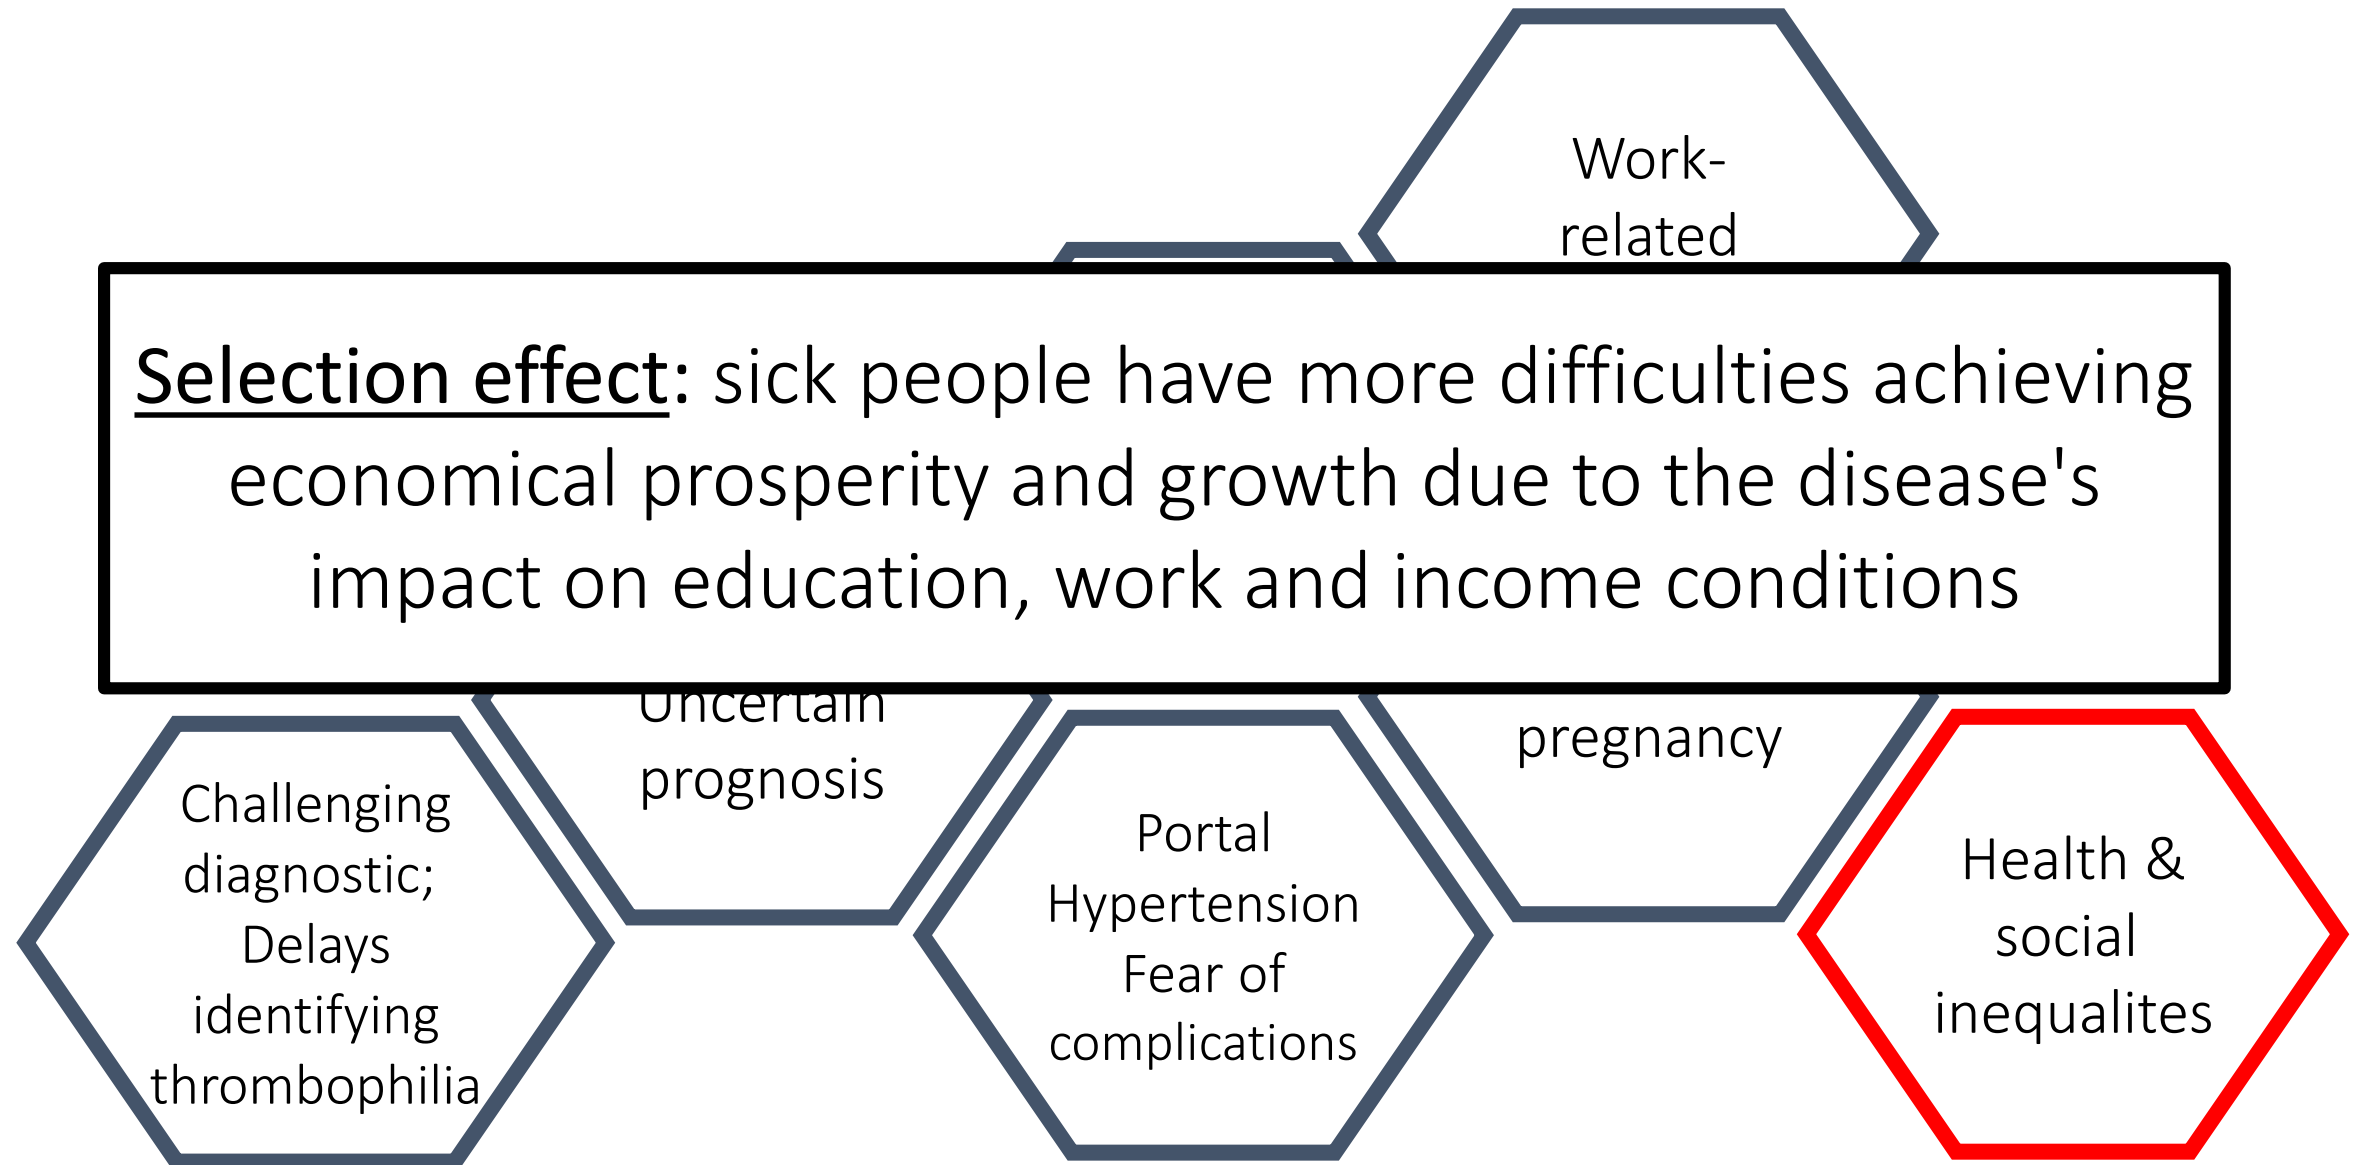 Work-
related
Selection effect: sick people have more difficulties achieving
economical prosperity and growth due to the disease's
impact on education, work and income conditions
Uncertain
prognosis
pregnancy
Challenging
diagnostic;
Delays
identifying
thrombophilia
Portal
Hypertension
Fear of
complications
Health &
social
inequalites